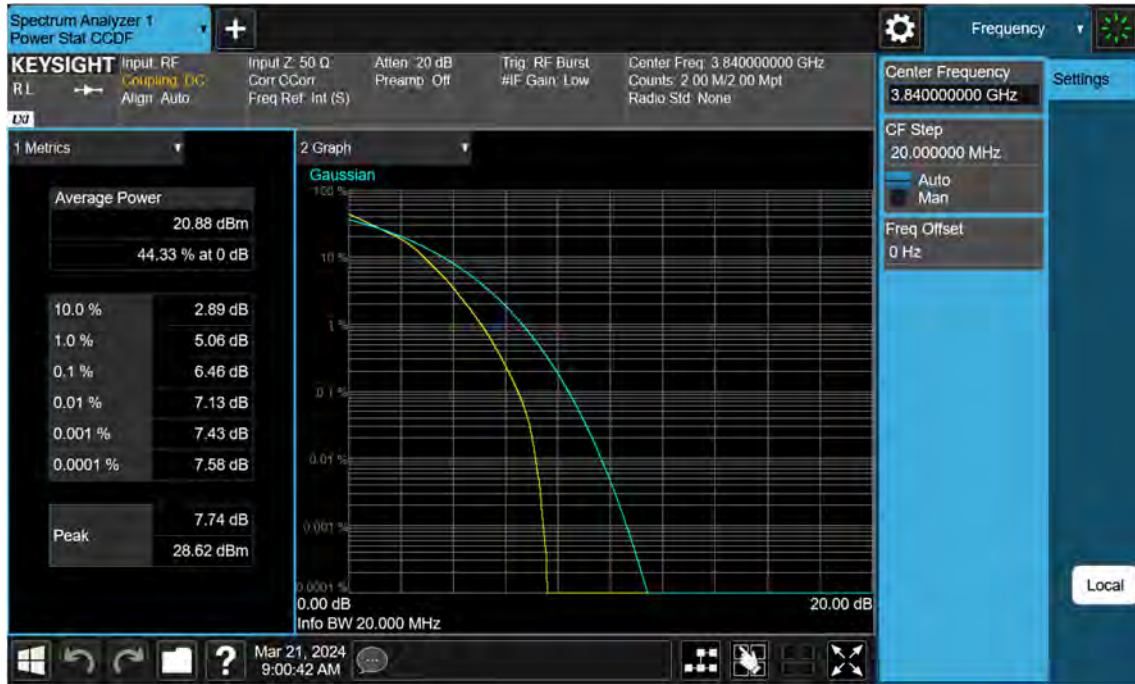 Spectrum Analyzer 1
Power Stat CCDF
+
Frequency
KEYSIGHT
RL
LXI
Input: RF
Coupling: DC
Align: Auto
Input Z: 50 Ω
Corr CCorr
Freq Ref: Int (S)
Atten: 20 dB
Preamp: Off
Trig: RF Burst
#IF Gain: Low
Center Freq: 3.840000000 GHz
Counts: 2.00 M/2.00 Mpt
Radio Std: None
Center Frequency
3.840000000 GHz
Settings
CF Step
20.000000 MHz
Auto
Man
Freq Offset
0 Hz
1 Metrics
Average Power
20.88 dBm
44.33 % at 0 dB
10.0 % 2.89 dB
1.0 % 5.06 dB
0.1 % 6.46 dB
0.01 % 7.13 dB
0.001 % 7.43 dB
0.0001 % 7.58 dB
Peak
7.74 dB
28.62 dBm
2 Graph
Gaussian
100 %
10 %
1 %
0.1 %
0.01 %
0.001 %
0.0001 %
0.00 dB 20.00 dB
Info BW 20.000 MHz
Local
?
Mar 21, 2024
9:00:42 AM